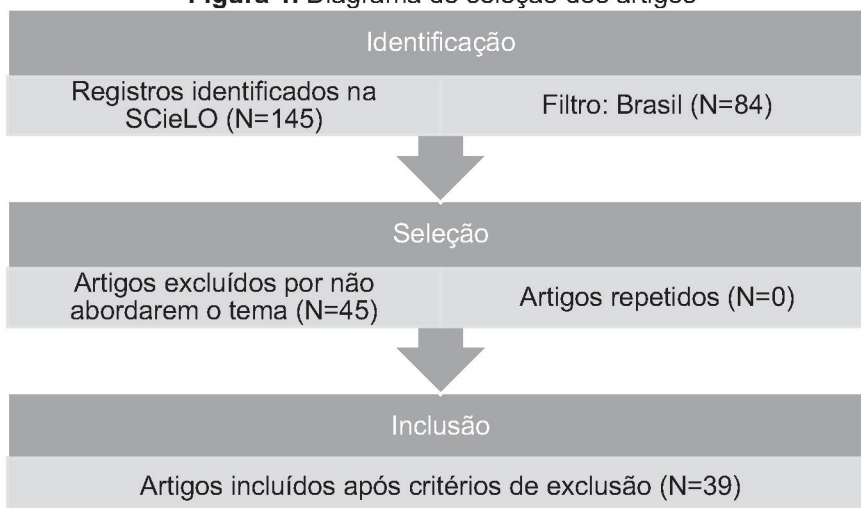 Figura 1. Diagrama de seleção dos artigos
Identificação
Registros identificados na
SCieLO (N=145)
Filtro: Brasil (N=84)
Seleção
Artigos excluídos por não
abordarem o tema (N=45)
Artigos repetidos (N=0)
Inclusão
Artigos incluídos após critérios de exclusão (N=39)